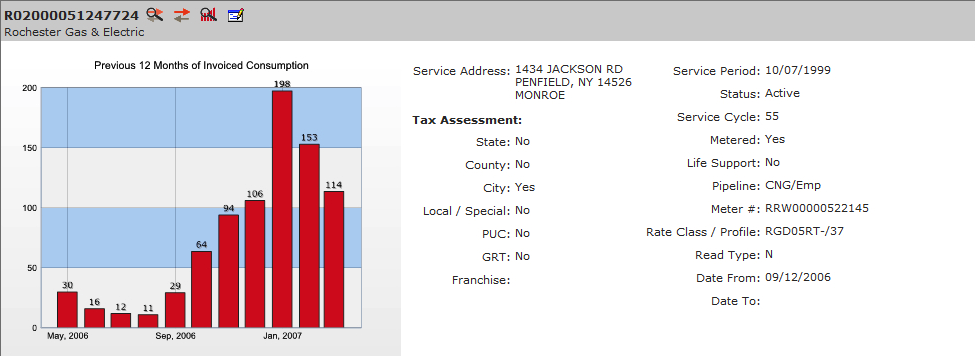 R02000051247724
Rochester Gas & Electric
Previous 12 Months of Invoiced Consumption
200
150
100
50
0
30
16
12
11
29
64
94
106
198
153
114
May, 2006
Sep, 2006
Jan, 2007
Service Address: 1434 JACKSON RD
PENFIELD, NY 14526
MONROE
Tax Assessment:
State: No
County: No
City: Yes
Local / Special: No
PUC: No
GRT: No
Franchise:
Service Period: 10/07/1999
Status: Active
Service Cycle: 55
Metered: Yes
Life Support: No
Pipeline: CNG/Emp
Meter #: RRW00000522145
Rate Class / Profile: RGD05RT-/37
Read Type: N
Date From: 09/12/2006
Date To: